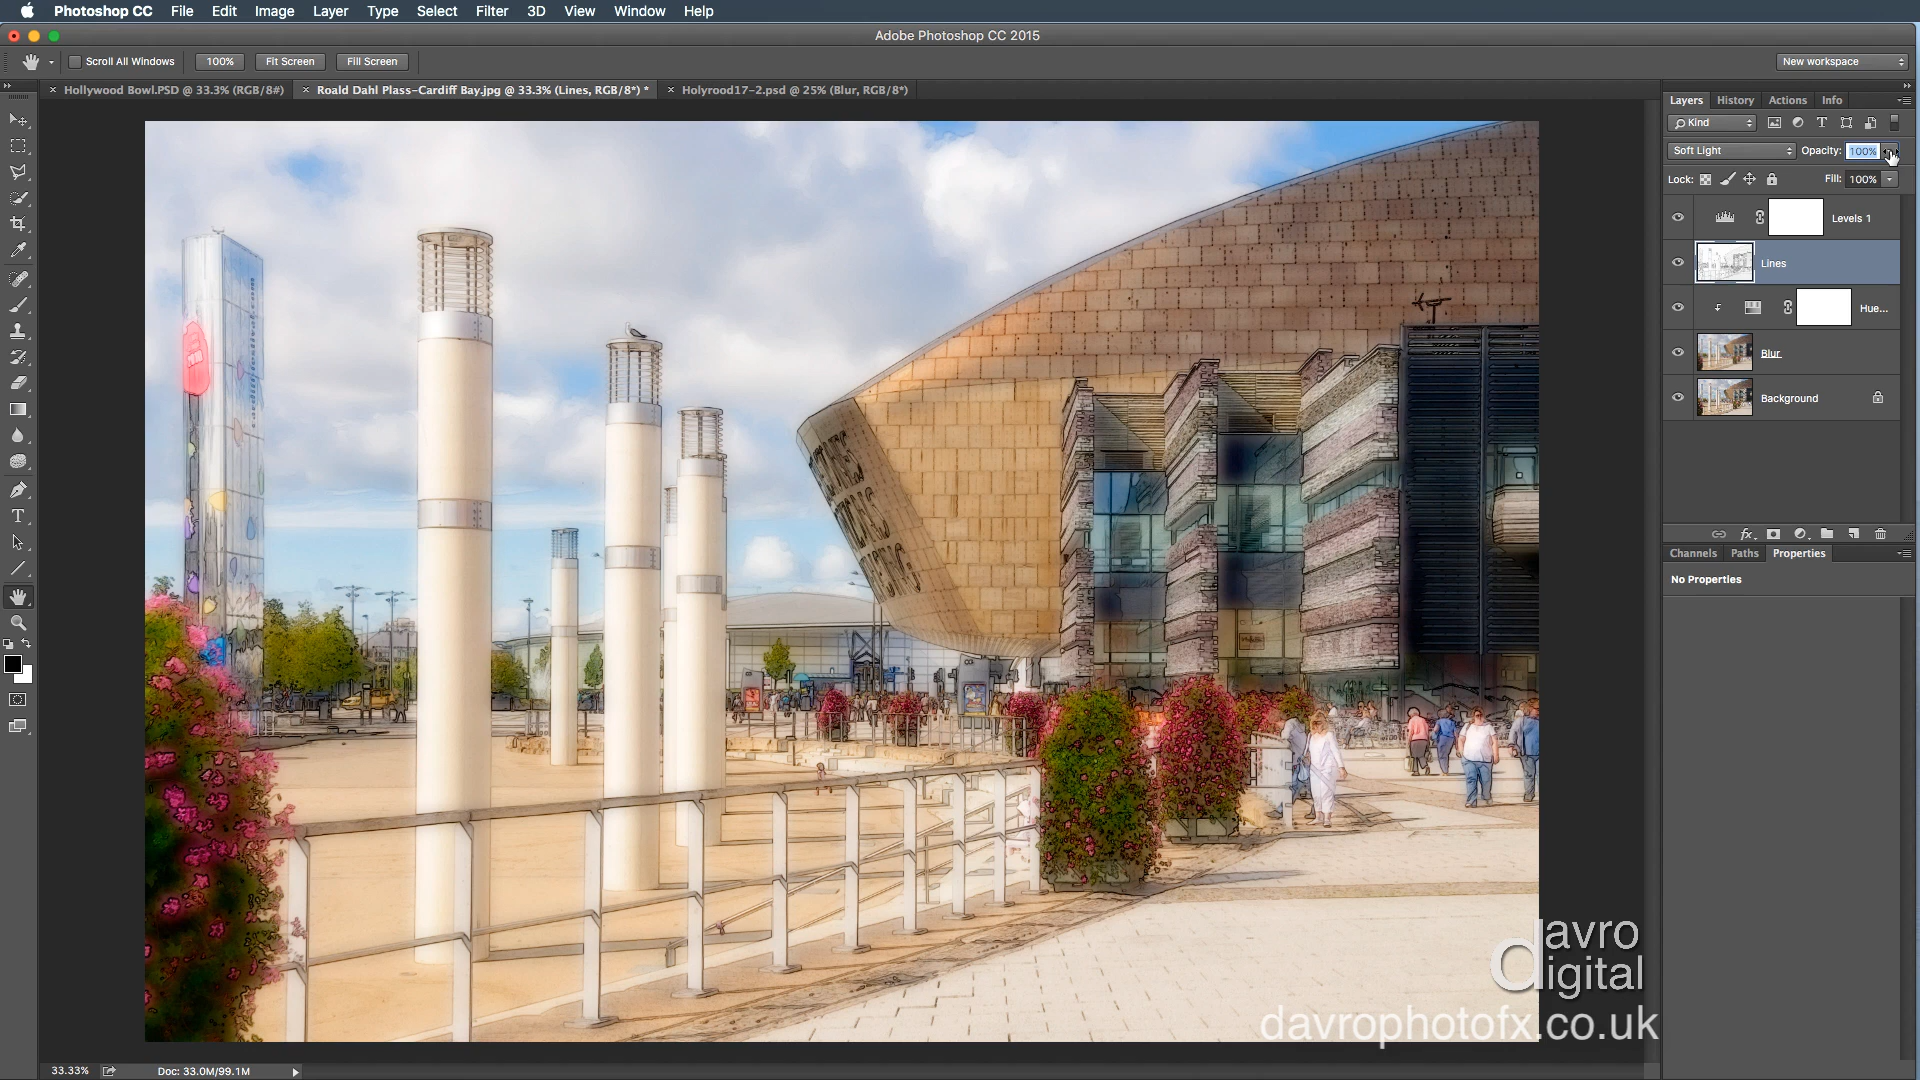 Photoshop CC File Edit Image Layer Type Select Filter 3D View Window Help
Adobe Photoshop CC 2015
Scroll All Windows 100% Fit Screen Fill Screen New workspace
Hollywood Bowl.PSD @ 33.3% (RGB/8#) Roald Dahl Plass-Cardiff Bay.jpg @ 33.3% (Lines, RGB/8*) * Holyrood17-2.psd @ 25% (Blur, RGB/8*)
Layers History Actions Info
Kind
Soft Light Opacity: 100%
Lock: Fill: 100%
Levels 1
Lines
Hue...
Blur
Background
Channels Paths Properties
No Properties
davro
digital
davrophotofx.co.uk
33.33% Doc: 33.0M/99.1M